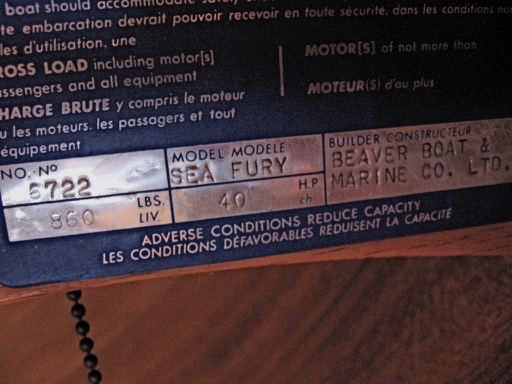 boat should accommodate safely
te embarcation devrait pouvoir recevoir en toute sécurité, dans les conditions
les d'utilisation, une
ROSS LOAD including motor[s]
assengers and all equipment
MOTOR[S] of not more than
HARGE BRUTE y compris le moteur
u les moteurs, les passagers et tout
équipement
MOTEUR(S) d'au plus
NO.-Nº
6722
MODEL MODÈLE
SEA FURY
BUILDER CONSTRUCTEUR
BEAVER BOAT &
MARINE CO. LTD.
860
LBS.
LIV.
40
H.P
ch
ADVERSE CONDITIONS REDUCE CAPACITY
LES CONDITIONS DÉFAVORABLES RÉDUISENT LA CAPACITÉ